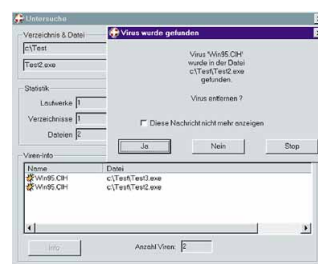 Untersuche
Verzeichnis & Datei
c:\Test
Test2.exe
Statistik
Laufwerke 1
Verzeichnisse 1
Dateien 2
Viren-Info
Name Datei
Win95.CIH c:\Test\Test3.exe
Win95.CIH c:\Test\Test2.exe
Info
Anzahl Viren: 2
Virus wurde gefunden
Virus 'Win95.CIH'
wurde in der Datei
c:\Test\Test2.exe
gefunden.
Virus entfernen ?
Diese Nachricht nicht mehr anzeigen
Ja Nein Stop